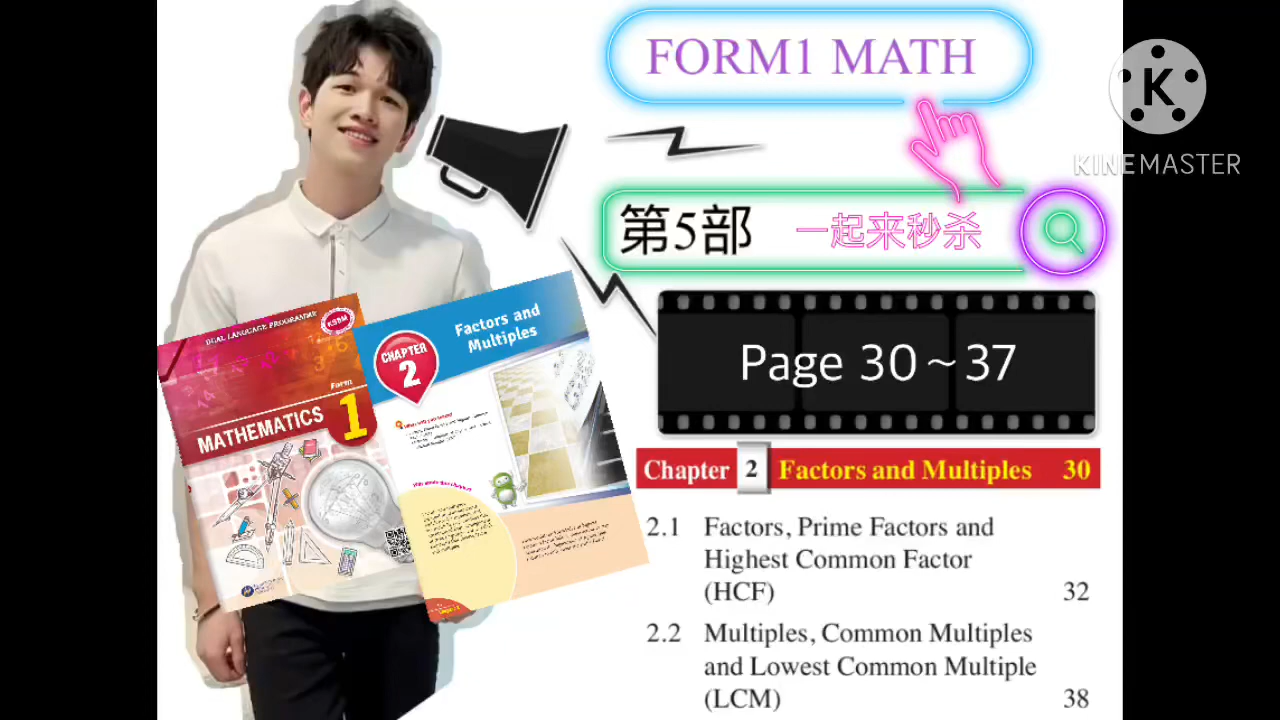 FORM1 MATH
K
KINEMASTER
第5部 一起来秒杀
Page 30~37
DUAL LANGUAGE PROGRAMME
KSSM
Form
MATHEMATICS 1
CHAPTER
2
Factors and
Multiples
Chapter 2 Factors and Multiples 30
2.1 Factors, Prime Factors and
Highest Common Factor
(HCF) 32
2.2 Multiples, Common Multiples
and Lowest Common Multiple
(LCM) 38